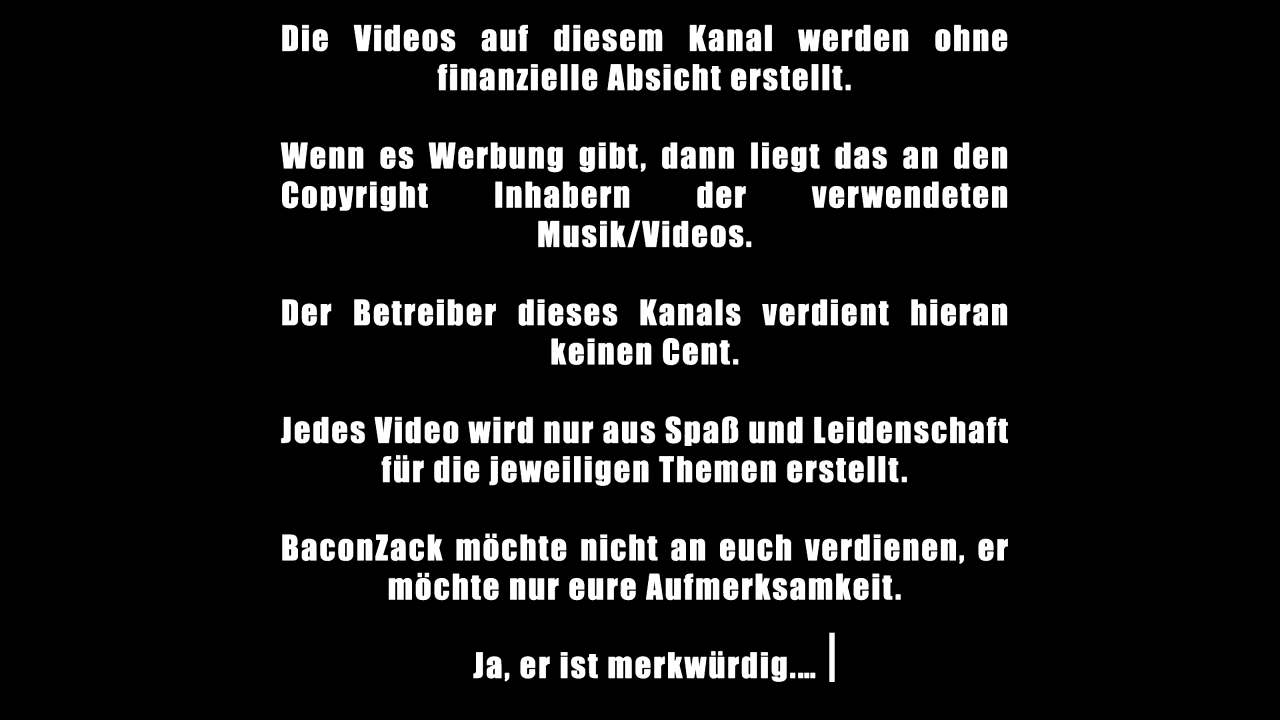 Die Videos auf diesem Kanal werden ohne
finanzielle Absicht erstellt.
Wenn es Werbung gibt, dann liegt das an den
Copyright Inhabern der verwendeten
Musik/Videos.
Der Betreiber dieses Kanals verdient hieran
keinen Cent.
Jedes Video wird nur aus Spaß und Leidenschaft
für die jeweiligen Themen erstellt.
BaconZack möchte nicht an euch verdienen, er
möchte nur eure Aufmerksamkeit.
Ja, er ist merkwürdig....